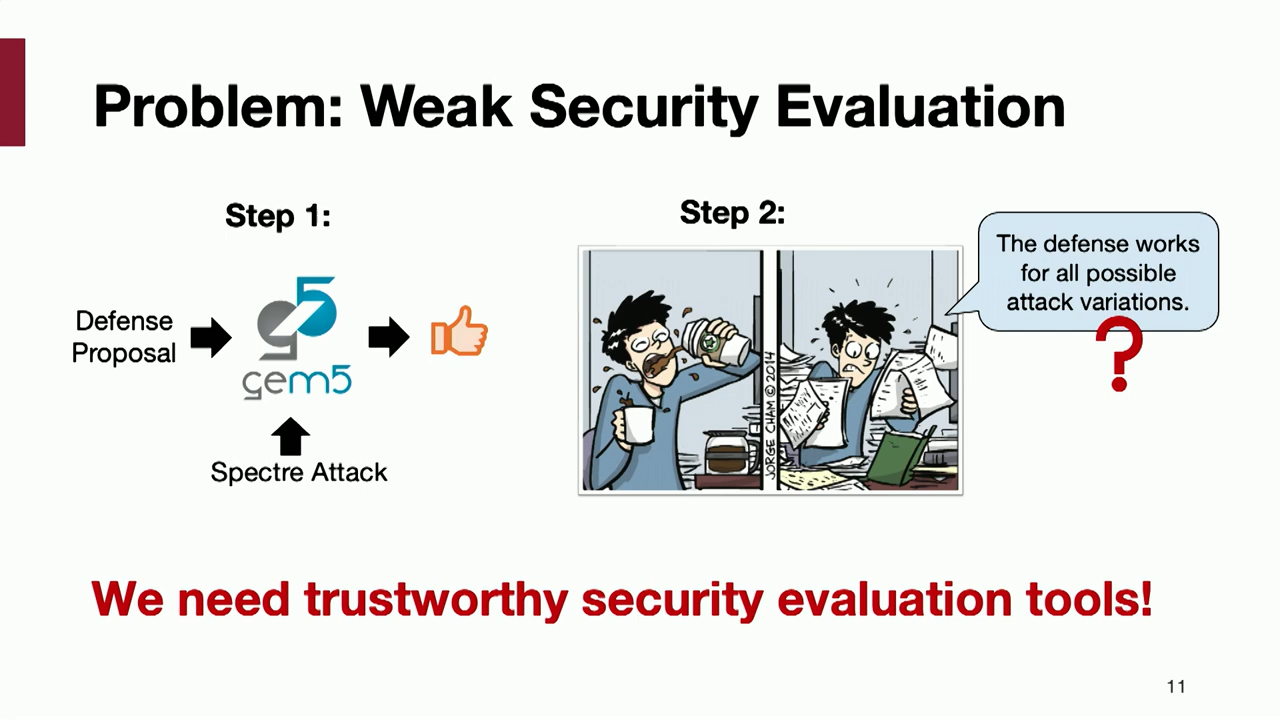 Problem: Weak Security Evaluation
Step 1:
Defense
Proposal
gem5
Spectre Attack
Step 2:
JORGE CHAM © 2014
The defense works
for all possible
attack variations.
?
We need trustworthy security evaluation tools!
11